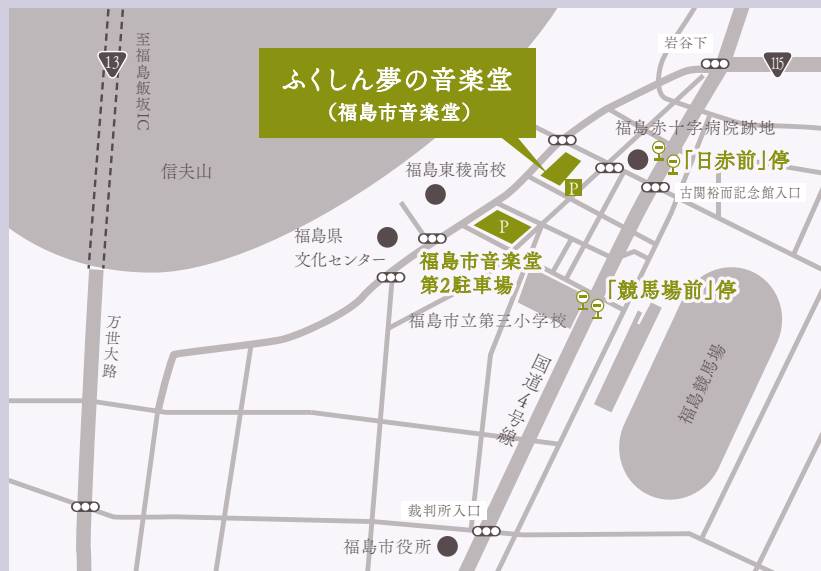 13
至福島飯坂IC
信夫山
ふくしん夢の音楽堂
(福島市音楽堂)
岩谷下
115
福島赤十字病院跡地
「日赤前」停
古関裕而記念館入口
福島東稜高校
P
P
福島県
文化センター
福島市音楽堂
第2駐車場
「競馬場前」停
福島市立第三小学校
万世大路
国道4号線
福島競馬場
裁判所入口
福島市役所